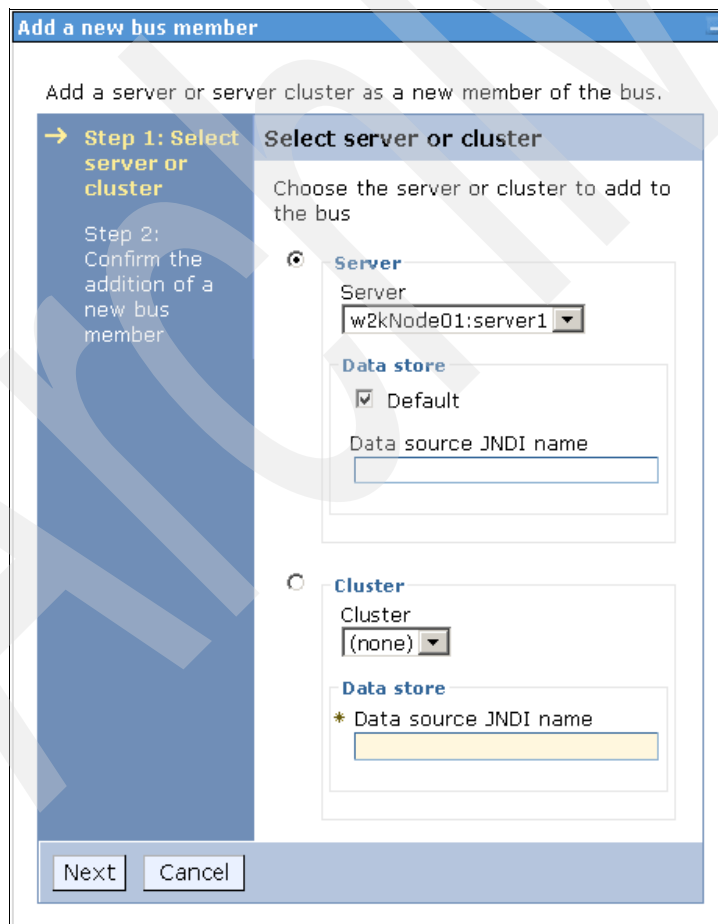 Add a new bus member
Add a server or server cluster as a new member of the bus.
→ Step 1: Select
server or
cluster
Step 2:
Confirm the
addition of a
new bus
member
Select server or cluster
Choose the server or cluster to add to
the bus
Server
Server
w2kNode01:server1
Data store
Default
Data source JNDI name
Cluster
Cluster
(none)
Data store
* Data source JNDI name
Next
Cancel